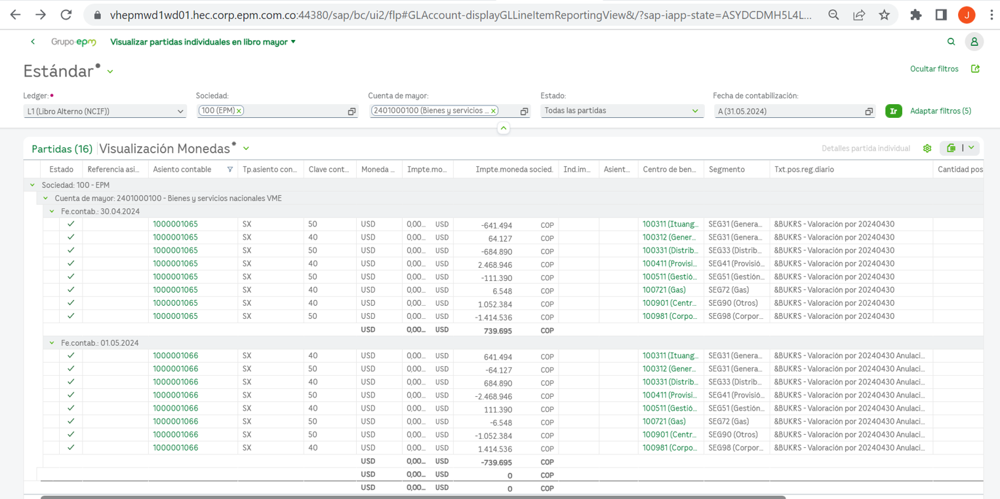 vhepmwd1wd01.hec.corp.epm.com.co:44380/sap/bc/ui2/flp#GLAccount-displayGLLineItemReportingView&/?sap-iapp-state=ASYDCDMH5L4L... J
Grupo·epm Visualizar partidas individuales en libro mayor
Estándar* Ocultar filtros
Ledger:* Sociedad: Cuenta de mayor: Estado: Fecha de contabilización:
L1 (Libro Alterno (NCIF)) 100 (EPM) 2401000100 (Bienes y servicios ... Todas las partidas A (31.05.2024) Ir Adaptar filtros (5)
Partidas (16) Visualización Monedas* Detalles partida individual
Estado Referencia asi... Asiento contable Tp.asiento con... Clave cont... Moneda ... Impte.mo... Impte.moneda socied. Ind.im... Asient... Centro de ben... Segmento Txt.pos.reg.diario Cantidad pos
Sociedad: 100 - EPM
Cuenta de mayor: 2401000100 - Bienes y servicios nacionales VME
Fe.contab.: 30.04.2024
1000001065 SX 50 USD 0,00... USD -641.494 COP 100311 (Ituang... SEG31 (Genera... &BUKRS - Valoración por 20240430
1000001065 SX 40 USD 0,00... USD 64.127 COP 100312 (Gener... SEG31 (Genera... &BUKRS - Valoración por 20240430
1000001065 SX 50 USD 0,00... USD -684.890 COP 100331 (Distrib... SEG33 (Distrib... &BUKRS - Valoración por 20240430
1000001065 SX 40 USD 0,00... USD 2.468.946 COP 100411 (Provisi... SEG41 (Provisió... &BUKRS - Valoración por 20240430
1000001065 SX 50 USD 0,00... USD -111.390 COP 100511 (Gestió... SEG51 (Gestión... &BUKRS - Valoración por 20240430
1000001065 SX 40 USD 0,00... USD 6.548 COP 100721 (Gas) SEG72 (Gas) &BUKRS - Valoración por 20240430
1000001065 SX 40 USD 0,00... USD 1.052.384 COP 100901 (Centr... SEG90 (Otros) &BUKRS - Valoración por 20240430
1000001065 SX 50 USD 0,00... USD -1.414.536 COP 100981 (Corpo... SEG98 (Corpor... &BUKRS - Valoración por 20240430
USD 0,00... USD 739.695 COP
Fe.contab.: 01.05.2024
1000001066 SX 40 USD 0,00... USD 641.494 COP 100311 (Ituang... SEG31 (Genera... &BUKRS - Valoración por 20240430 Anulaci...
1000001066 SX 50 USD 0,00... USD -64.127 COP 100312 (Gener... SEG31 (Genera... &BUKRS - Valoración por 20240430 Anulaci...
1000001066 SX 40 USD 0,00... USD 684.890 COP 100331 (Distrib... SEG33 (Distrib... &BUKRS - Valoración por 20240430 Anulaci...
1000001066 SX 50 USD 0,00... USD -2.468.946 COP 100411 (Provisi... SEG41 (Provisió... &BUKRS - Valoración por 20240430 Anulaci...
1000001066 SX 40 USD 0,00... USD 111.390 COP 100511 (Gestió... SEG51 (Gestión... &BUKRS - Valoración por 20240430 Anulaci...
1000001066 SX 50 USD 0,00... USD -6.548 COP 100721 (Gas) SEG72 (Gas) &BUKRS - Valoración por 20240430 Anulaci...
1000001066 SX 50 USD 0,00... USD -1.052.384 COP 100901 (Centr... SEG90 (Otros) &BUKRS - Valoración por 20240430 Anulaci...
1000001066 SX 40 USD 0,00... USD 1.414.536 COP 100981 (Corpo... SEG98 (Corpor... &BUKRS - Valoración por 20240430 Anulaci...
USD 0,00... USD -739.695 COP
USD 0,00... USD 0 COP
USD 0,00... USD 0 COP